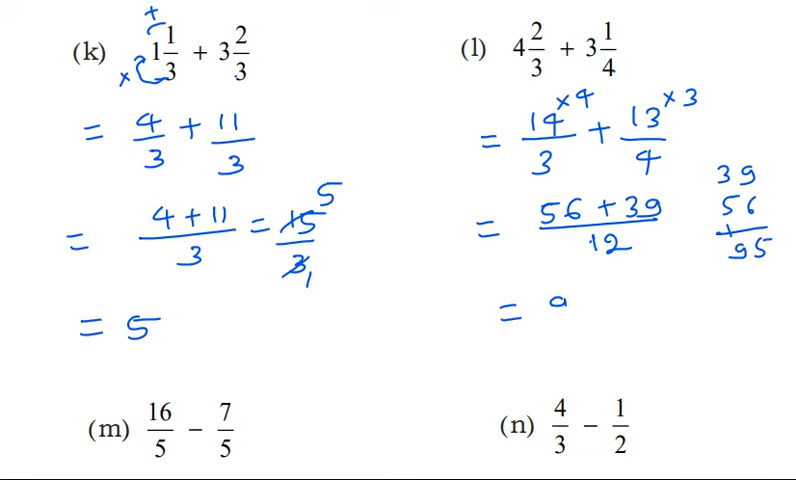 (k) 1 1/3 + 3 2/3
+
×
= 4/3 + 11/3
= (4 + 11)/3 = 15/3 5 1
= 5
(l) 4 2/3 + 3 1/4
= 14/3 ×4 + 13/4 ×3
= (56 + 39)/12
39
56
+
95
= 9
(m) 16/5 − 7/5
(n) 4/3 − 1/2